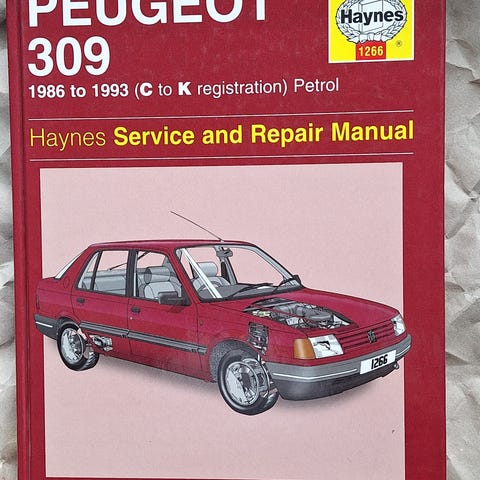 PEUGEOT
309
Haynes
1266
®
1986 to 1993 (C to K registration) Petrol
Haynes Service and Repair Manual
1266